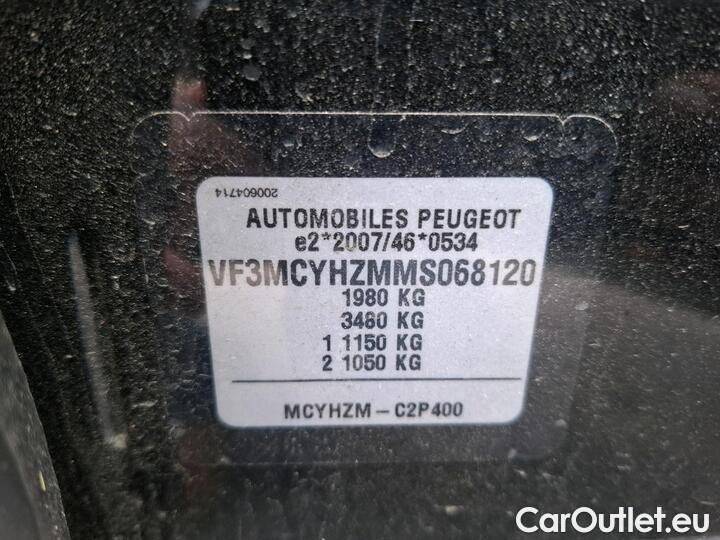 200604714
AUTOMOBILES PEUGEOT
e2*2007/46*0534
VF3MCYHZMMS068120
1980 KG
3480 KG
1 1150 KG
2 1050 KG
MCYHZM – C2P400
CarOutlet.eu